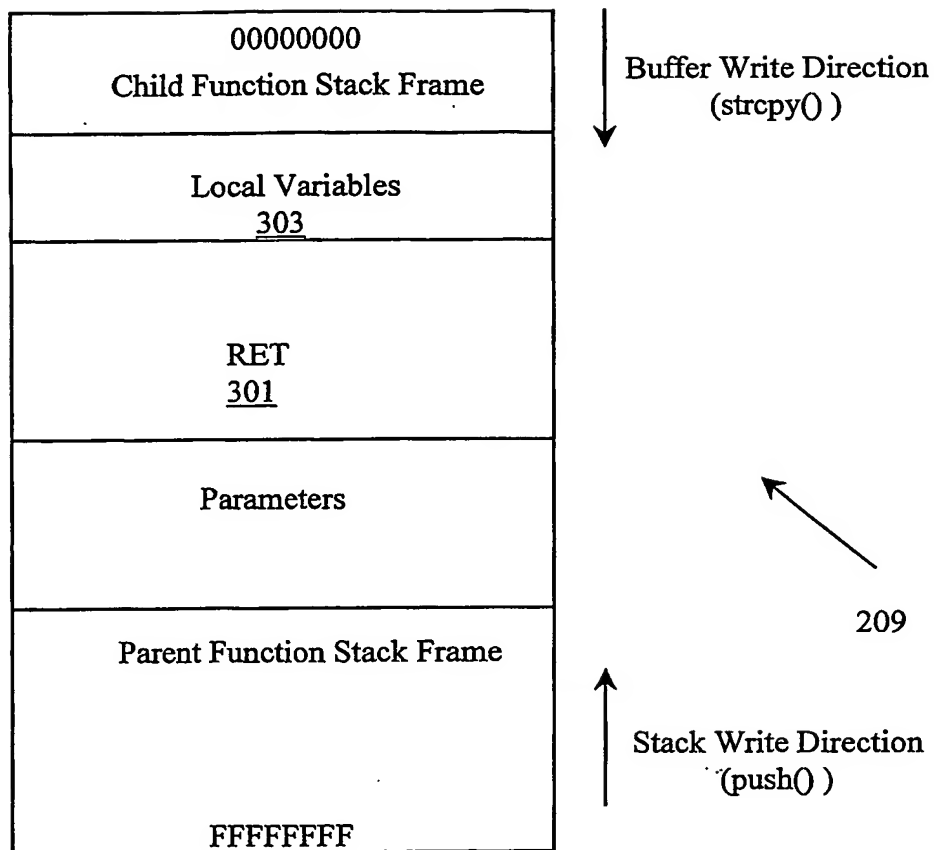 00000000
Child Function Stack Frame
Buffer Write Direction
(strcpy() )
Local Variables
303
RET
301
Parameters
209
Parent Function Stack Frame
Stack Write Direction
(push() )
FFFFFFFF